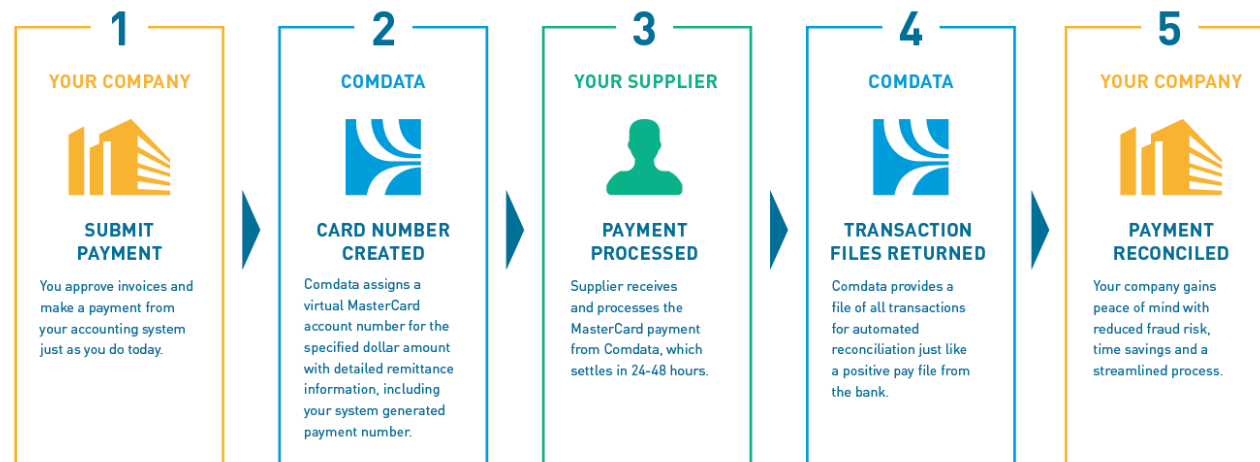 1
YOUR COMPANY
SUBMIT
PAYMENT
You approve invoices and
make a payment from
your accounting system
just as you do today.
2
COMDATA
CARD NUMBER
CREATED
Comdata assigns a
virtual MasterCard
account number for the
specified dollar amount
with detailed remittance
information, including
your system generated
payment number.
3
YOUR SUPPLIER
PAYMENT
PROCESSED
Supplier receives
and processes the
MasterCard payment
from Comdata, which
settles in 24-48 hours.
4
COMDATA
TRANSACTION
FILES RETURNED
Comdata provides a
file of all transactions
for automated
reconciliation just like
a positive pay file from
the bank.
5
YOUR COMPANY
PAYMENT
RECONCILED
Your company gains
peace of mind with
reduced fraud risk,
time savings and a
streamlined process.